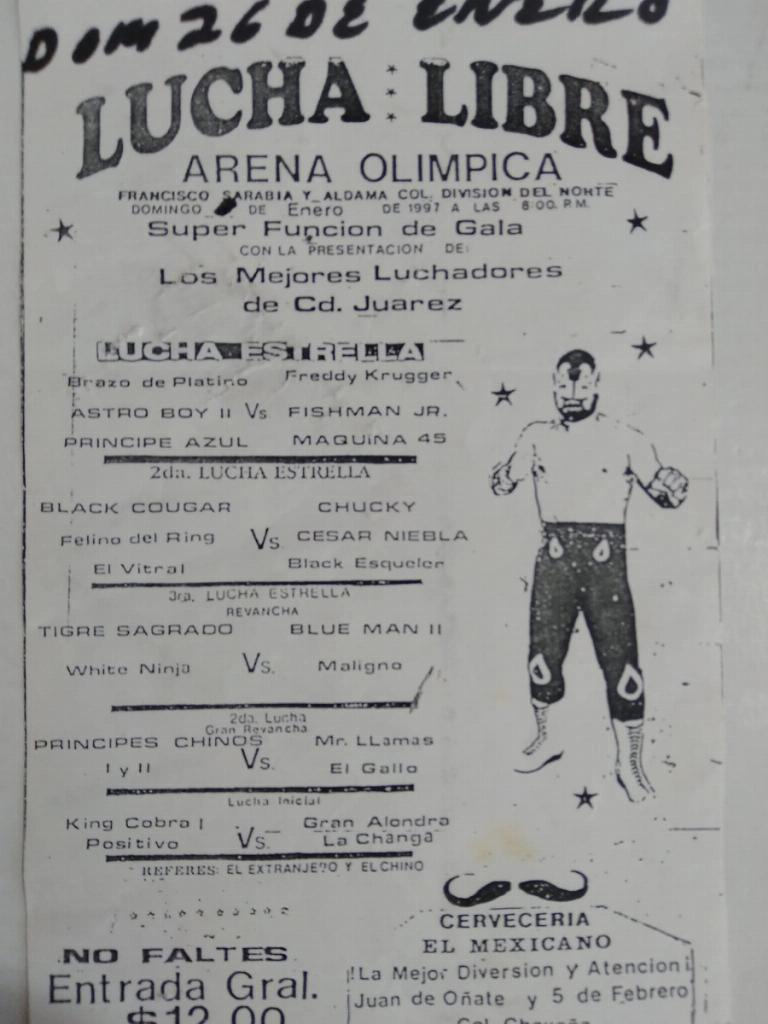 DOM 26 DE ENERO
LUCHA LIBRE
ARENA OLIMPICA
FRANCISCO SARABIA Y ALDAMA COL. DIVISION DEL NORTE
DOMINGO DE Enero DE 1997 A LAS 8:00 P.M.
Super Funcion de Gala
CON LA PRESENTACION DE:
Los Mejores Luchadores
de Cd. Juarez
LUCHA ESTRELLA
Brazo de Platino Freddy Krugger
ASTRO BOY II Vs FISHMAN JR.
PRINCIPE AZUL MAQUINA 45
2da. LUCHA ESTRELLA
BLACK COUGAR CHUCKY
Felino del Ring Vs. CESAR NIEBLA
El Vitral Black Esqueler
3ra. LUCHA ESTRELLA
REVANCHA
TIGRE SAGRADO BLUE MAN II
White Ninja Vs. Maligno
2da. Lucha
Gran Revancha
PRINCIPES CHINOS Mr. LLamas
I y II Vs. El Gallo
Lucha Inicial
King Cobra I Gran Alondra
Positivo Vs. La Changa
REFERES: EL EXTRANJERO Y EL CHINO
NO FALTES
Entrada Gral.
$12.00
CERVECERIA
EL MEXICANO
!La Mejor Diversion y Atencion¡
Juan de Oñate y 5 de Febrero
Col. Chaveña